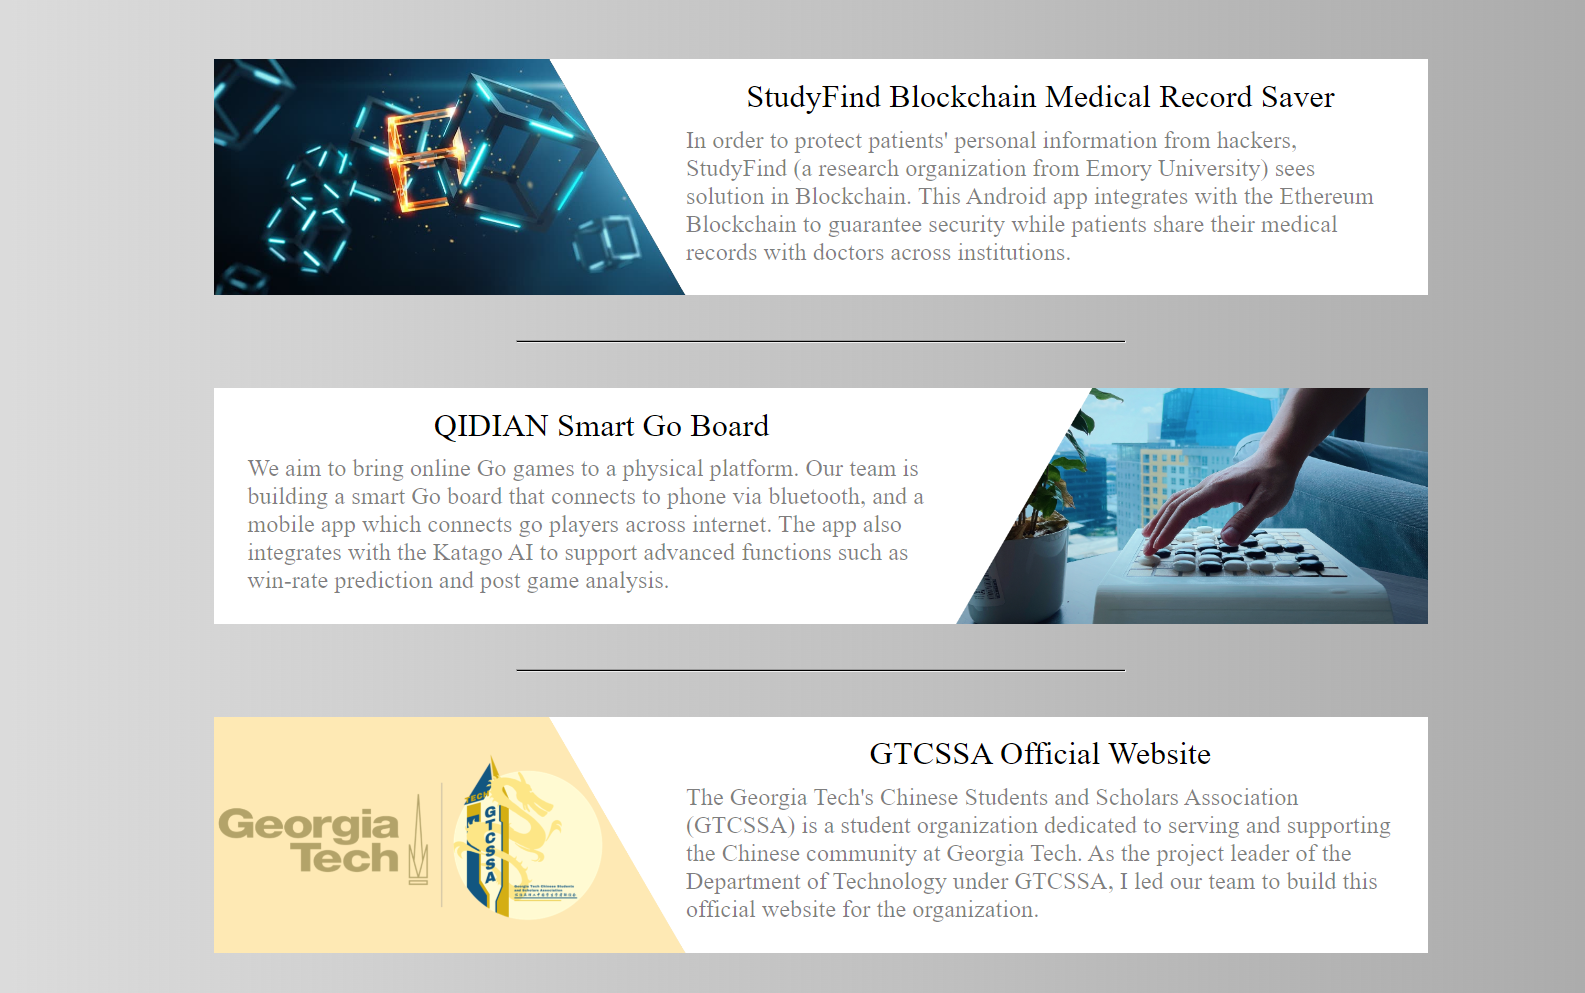 StudyFind Blockchain Medical Record Saver
In order to protect patients' personal information from hackers,
StudyFind (a research organization from Emory University) sees
solution in Blockchain. This Android app integrates with the Ethereum
Blockchain to guarantee security while patients share their medical
records with doctors across institutions.
QIDIAN Smart Go Board
We aim to bring online Go games to a physical platform. Our team is
building a smart Go board that connects to phone via bluetooth, and a
mobile app which connects go players across internet. The app also
integrates with the Katago AI to support advanced functions such as
win-rate prediction and post game analysis.
Georgia
Tech
TECH
GTCSSA
Georgia Tech Chinese Students
and Scholars Association
GTCSSA Official Website
The Georgia Tech's Chinese Students and Scholars Association
(GTCSSA) is a student organization dedicated to serving and supporting
the Chinese community at Georgia Tech. As the project leader of the
Department of Technology under GTCSSA, I led our team to build this
official website for the organization.